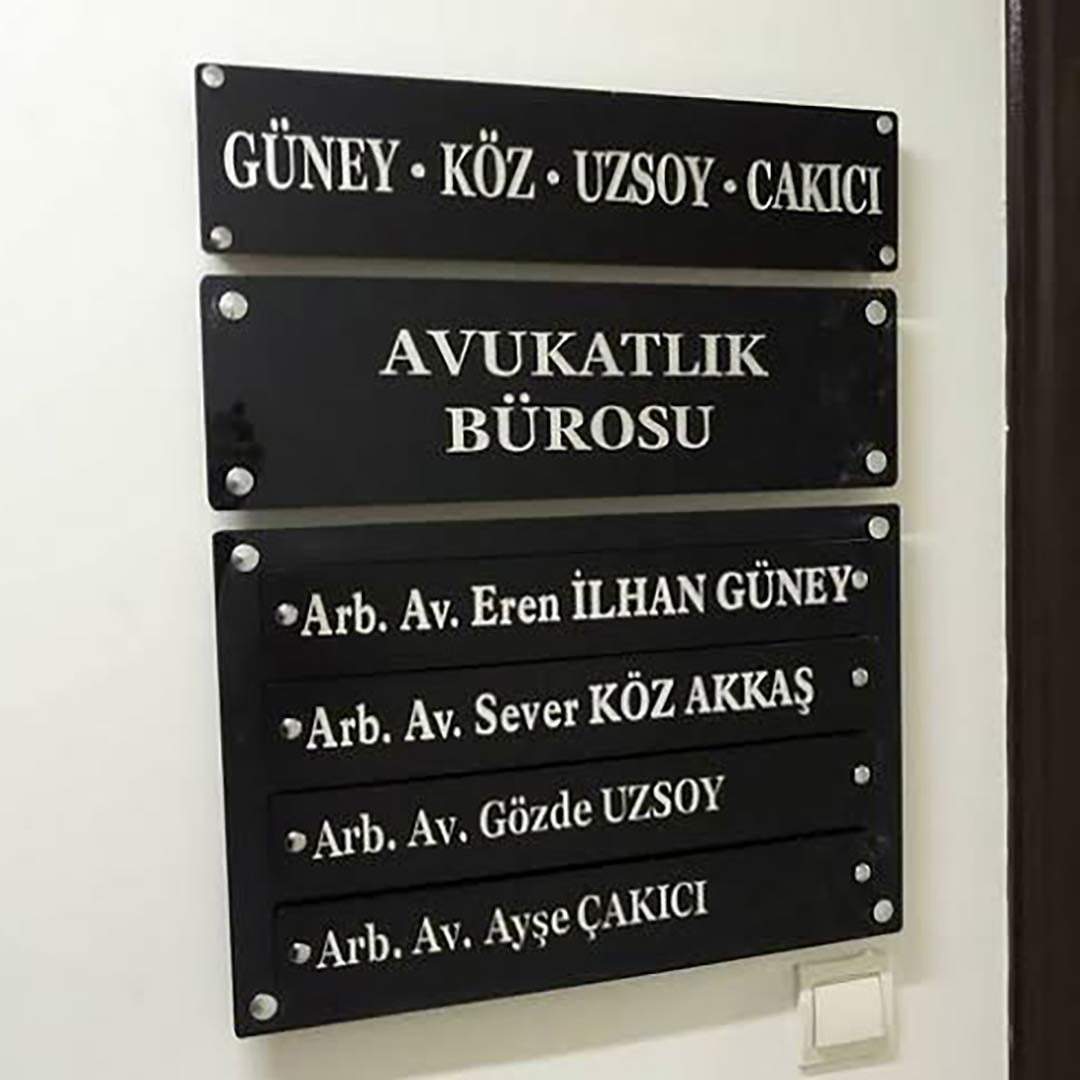 GÜNEY • KÖZ • UZSOY • CAKICI
AVUKATLIK
BÜROSU
Arb. Av. Eren İLHAN GÜNEY
Arb. Av. Sever KÖZ AKKAŞ
Arb. Av. Gözde UZSOY
Arb. Av. Ayşe ÇAKICI